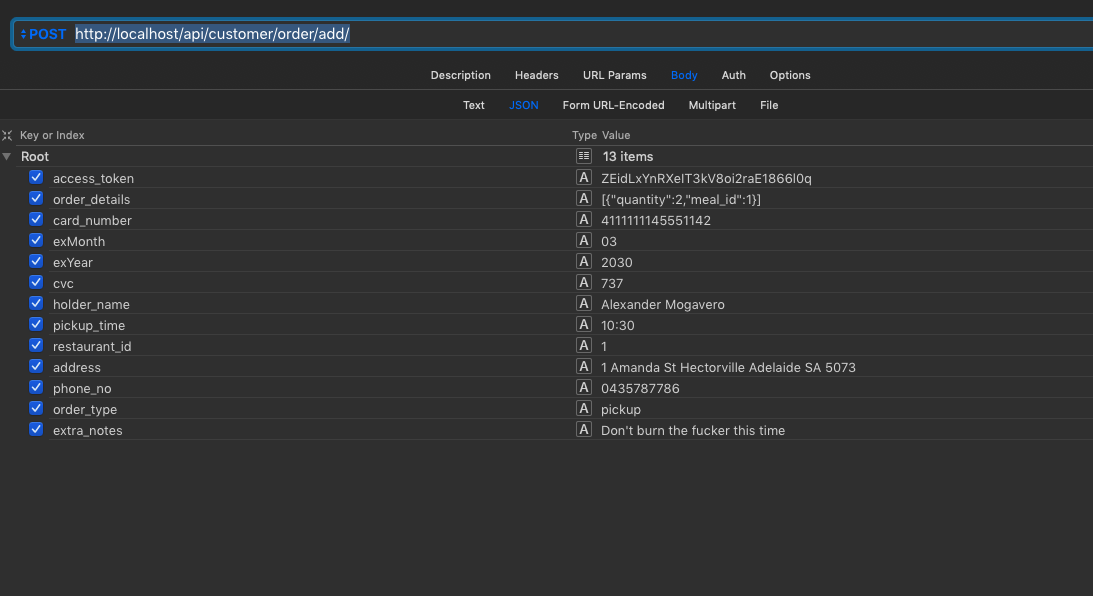 POST http://localhost/api/customer/order/add/
Description Headers URL Params Body Auth Options
Text JSON Form URL-Encoded Multipart File
Key or Index Type Value
Root 13 items
access_token A ZEidLxYnRXeIT3kV8oi2raE1866l0q
order_details A [{"quantity":2,"meal_id":1}]
card_number A 4111111145551142
exMonth A 03
exYear A 2030
cvc A 737
holder_name A Alexander Mogavero
pickup_time A 10:30
restaurant_id A 1
address A 1 Amanda St Hectorville Adelaide SA 5073
phone_no A 0435787786
order_type A pickup
extra_notes A Don't burn the fucker this time